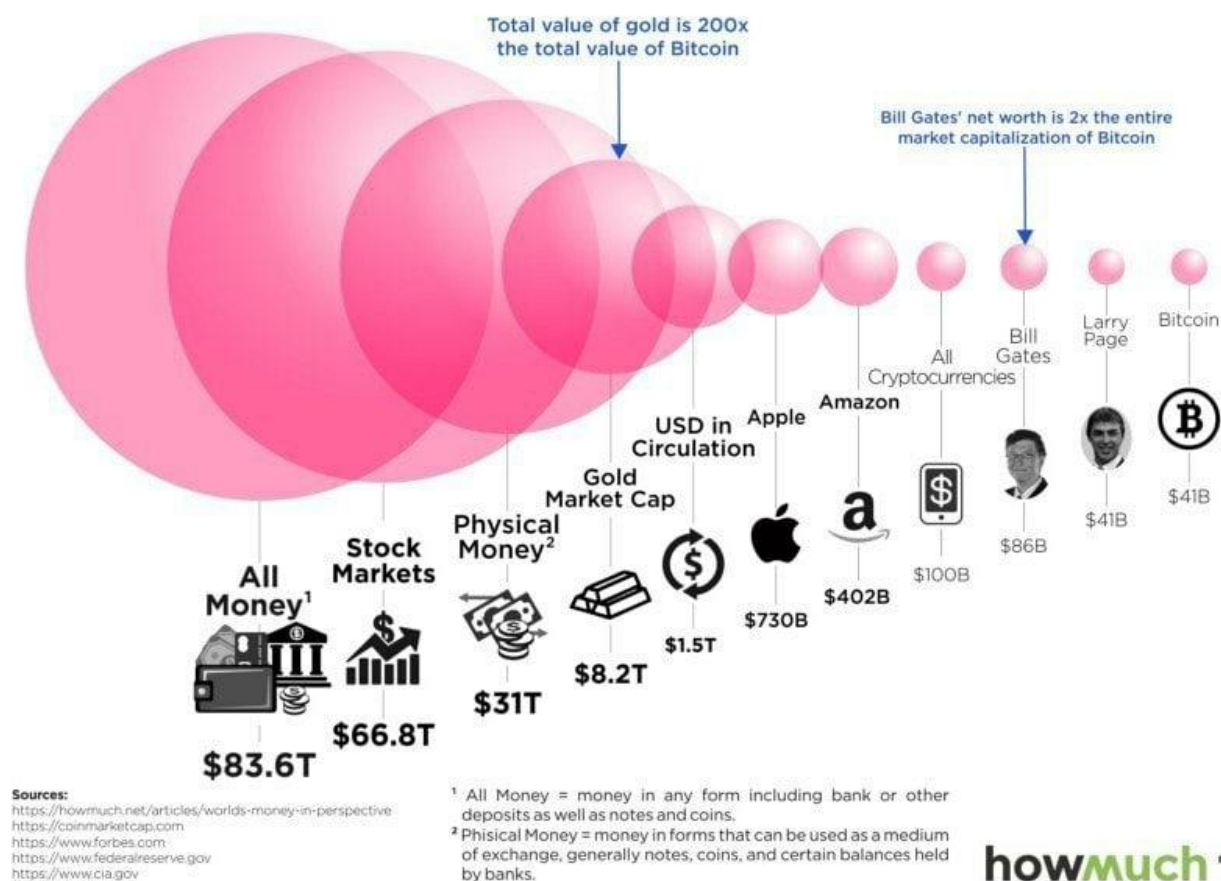 Total value of gold is 200x
the total value of Bitcoin
Bill Gates' net worth is 2x the entire
market capitalization of Bitcoin
All
Money¹
$83.6T
Stock
Markets
$66.8T
Physical
Money²
$31T
Gold
Market Cap
$8.2T
USD in
Circulation
$1.5T
Apple
$730B
Amazon
a
$402B
All
Cryptocurrencies
$100B
Bill
Gates
$86B
Larry
Page
$41B
Bitcoin
$41B
Sources:
https://howmuch.net/articles/worlds-money-in-perspective
https://coinmarketcap.com
https://www.forbes.com
https://www.federalreserve.gov
https://www.cia.gov
¹ All Money = money in any form including bank or other
deposits as well as notes and coins.
² Phisical Money = money in forms that can be used as a medium
of exchange, generally notes, coins, and certain balances held
by banks.
howmuch